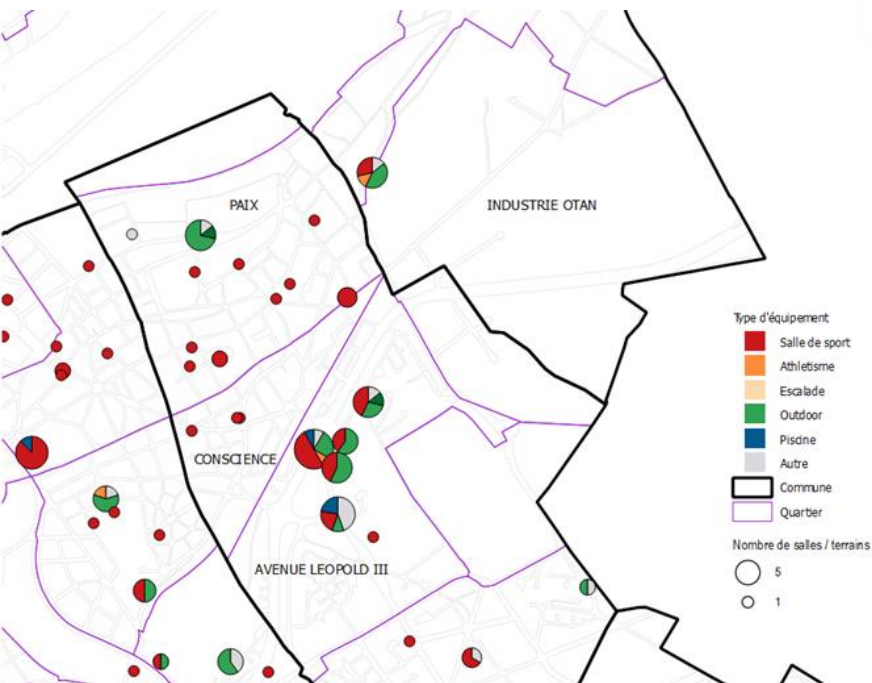 PAIX
INDUSTRIE OTAN
CONSCIENCE
AVENUE LEOPOLD III
Type d'équipement
Salle de sport
Athletisme
Escalade
Outdoor
Piscine
Autre
Commune
Quartier
Nombre de salles / terrains
5
1